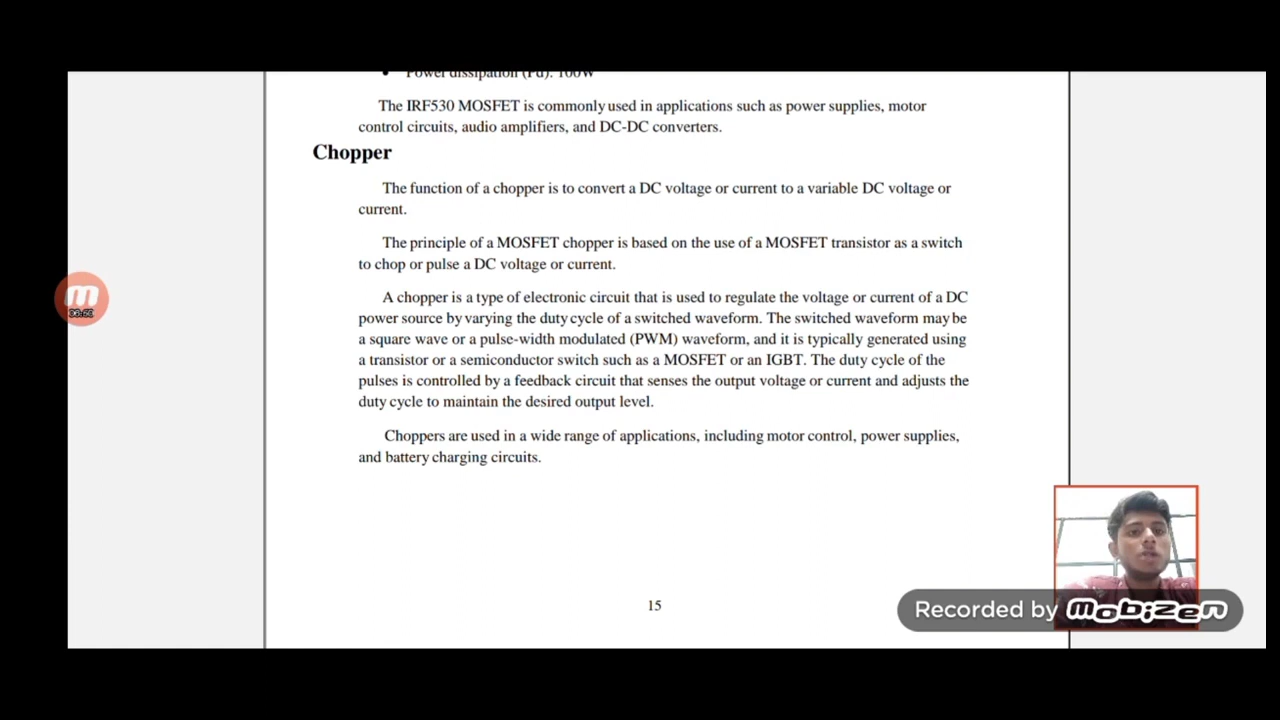 • Power dissipation (Pd): 100W
The IRF530 MOSFET is commonly used in applications such as power supplies, motor
control circuits, audio amplifiers, and DC-DC converters.
Chopper
The function of a chopper is to convert a DC voltage or current to a variable DC voltage or
current.
The principle of a MOSFET chopper is based on the use of a MOSFET transistor as a switch
to chop or pulse a DC voltage or current.
A chopper is a type of electronic circuit that is used to regulate the voltage or current of a DC
power source by varying the duty cycle of a switched waveform. The switched waveform may be
a square wave or a pulse-width modulated (PWM) waveform, and it is typically generated using
a transistor or a semiconductor switch such as a MOSFET or an IGBT. The duty cycle of the
pulses is controlled by a feedback circuit that senses the output voltage or current and adjusts the
duty cycle to maintain the desired output level.
Choppers are used in a wide range of applications, including motor control, power supplies,
and battery charging circuits.
15
Recorded by mobizen